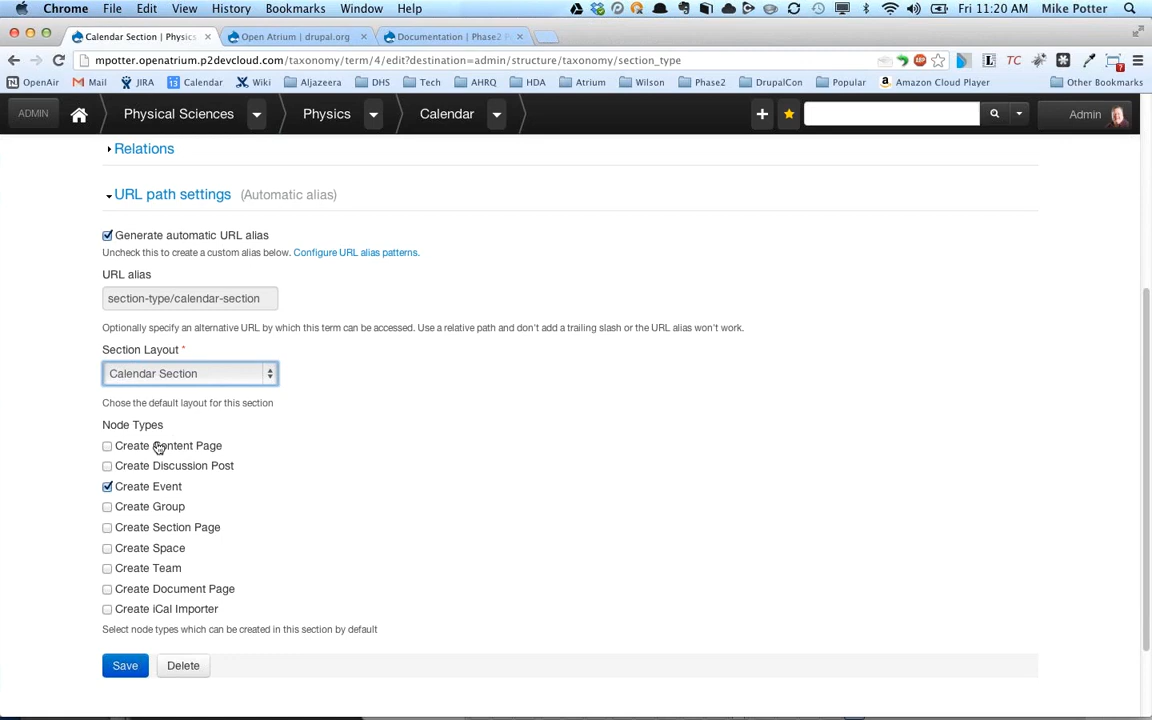 Chrome File Edit View History Bookmarks Window Help Fri 11:20 AM Mike Potter
Calendar Section | Physics Open Atrium | drupal.org Documentation | Phase2
mpotter.openatrium.p2devcloud.com/taxonomy/term/4/edit?destination=admin/structure/taxonomy/section_type
OpenAir Mail JIRA Calendar Wiki Aljazeera DHS Tech AHRQ HDA Atrium Wilson Phase2 DrupalCon Popular Amazon Cloud Player Other Bookmarks
ADMIN Physical Sciences Physics Calendar Admin
Relations
URL path settings (Automatic alias)
Generate automatic URL alias
Uncheck this to create a custom alias below. Configure URL alias patterns.
URL alias
section-type/calendar-section
Optionally specify an alternative URL by which this term can be accessed. Use a relative path and don't add a trailing slash or the URL alias won't work.
Section Layout *
Calendar Section
Chose the default layout for this section
Node Types
Create Content Page
Create Discussion Post
Create Event
Create Group
Create Section Page
Create Space
Create Team
Create Document Page
Create iCal Importer
Select node types which can be created in this section by default
Save Delete